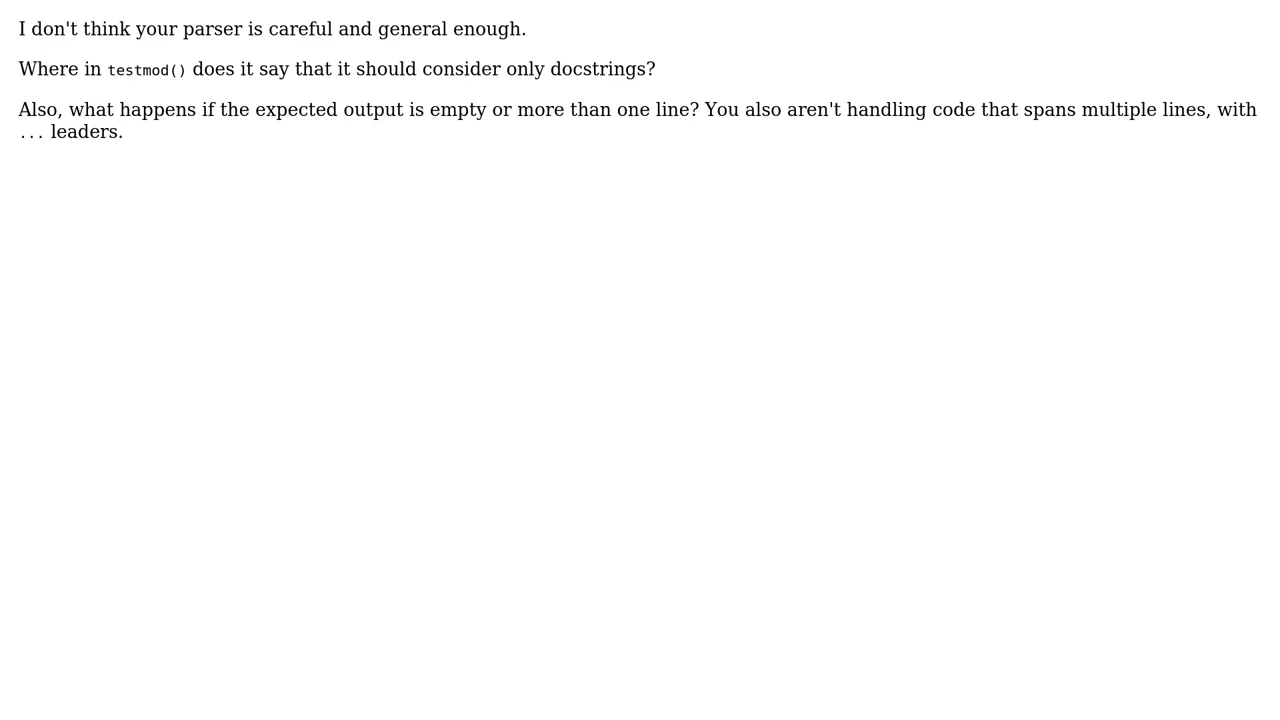 I don't think your parser is careful and general enough.
Where in testmod() does it say that it should consider only docstrings?
Also, what happens if the expected output is empty or more than one line? You also aren't handling code that spans multiple lines, with
... leaders.